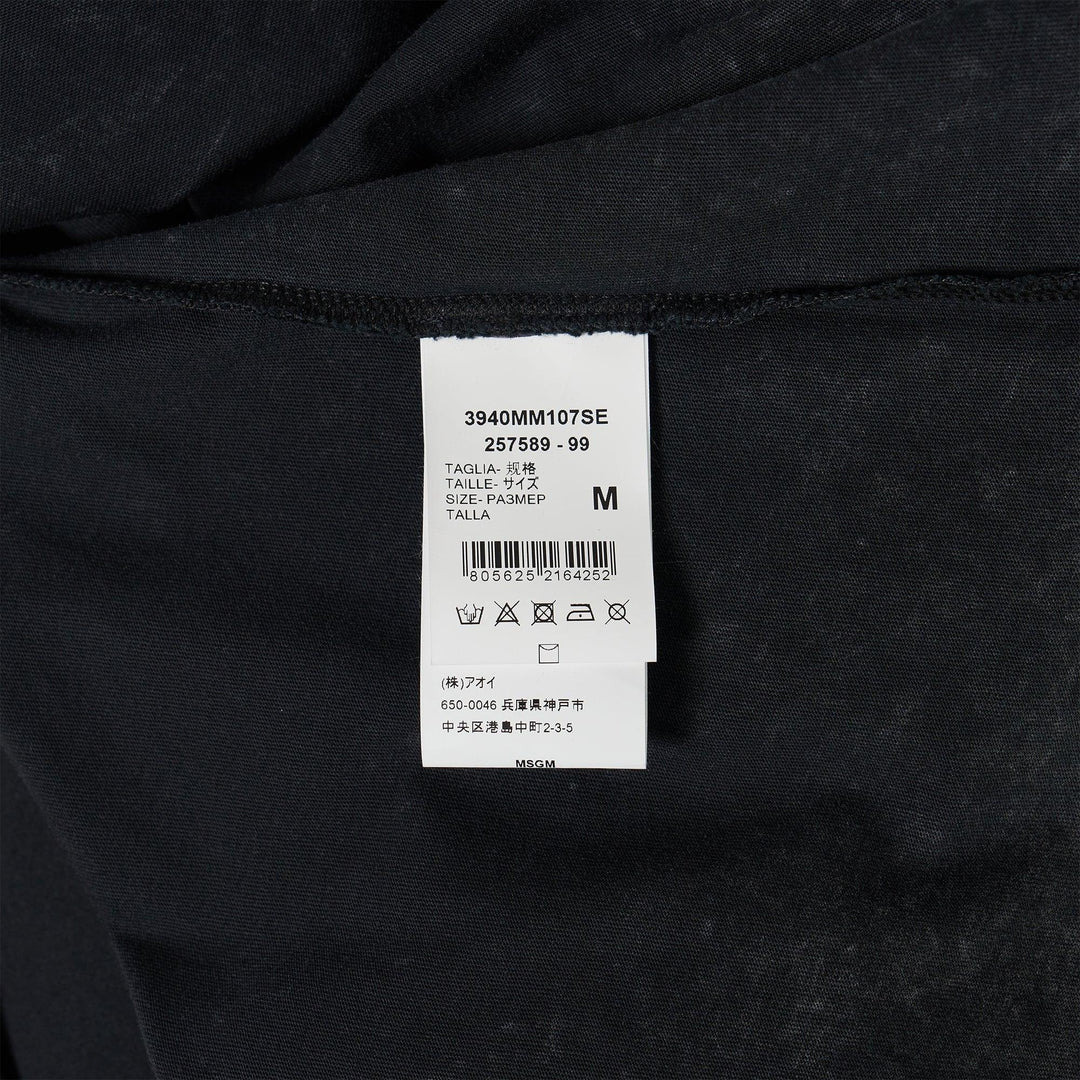 3940MM107SE
257589 - 99
TAGLIA- 规格
TAILLE- サイズ
SIZE- РАЗМЕР
TALLA
M
805625 2164252
(株)アオイ
650-0046 兵庫県神戸市
中央区港島中町2-3-5
MSGM